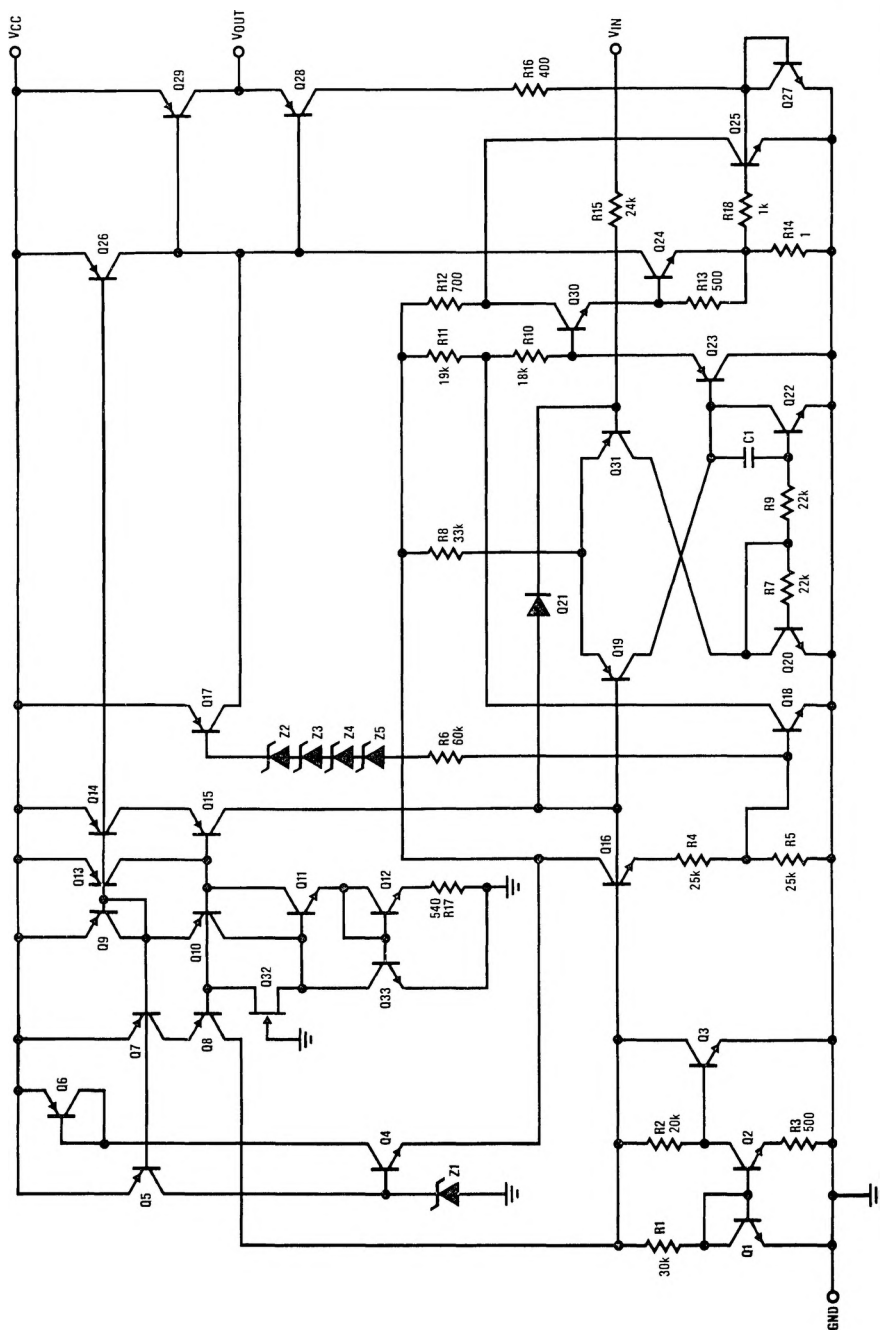 VCC
VOUT
VIN
GND
Q29
Q28
R16
400
Q27
Q25
R18
1k
R14
1
Q26
Q24
R15
24k
R12
700
Q30
R13
500
R11
19k
R10
18k
Q23
Q22
C1
R9
22k
R7
22k
Q31
R8
33k
Q21
Q19
Q20
Q18
Q17
Z2
Z3
Z4
Z5
R6
60k
Q14
Q15
Q16
R4
25k
R5
25k
Q13
Q9
Q10
Q11
Q12
540
R17
Q32
Q33
Q7
Q8
Q6
Q5
Q4
Z1
Q3
R2
20k
Q2
R3
500
R1
30k
Q1